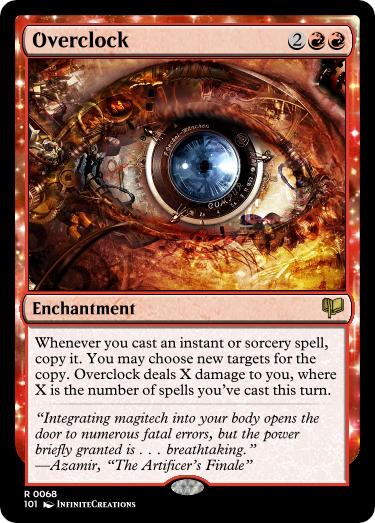 Overclock 2
Enchantment
Whenever you cast an instant or sorcery spell,
copy it. You may choose new targets for the
copy. Overclock deals X damage to you, where
X is the number of spells you've cast this turn.
“Integrating magitech into your body opens the
door to numerous fatal errors, but the power
briefly granted is . . . breathtaking.”
—Azamir, “The Artificer's Finale”
R 0068
101 InfiniteCreations